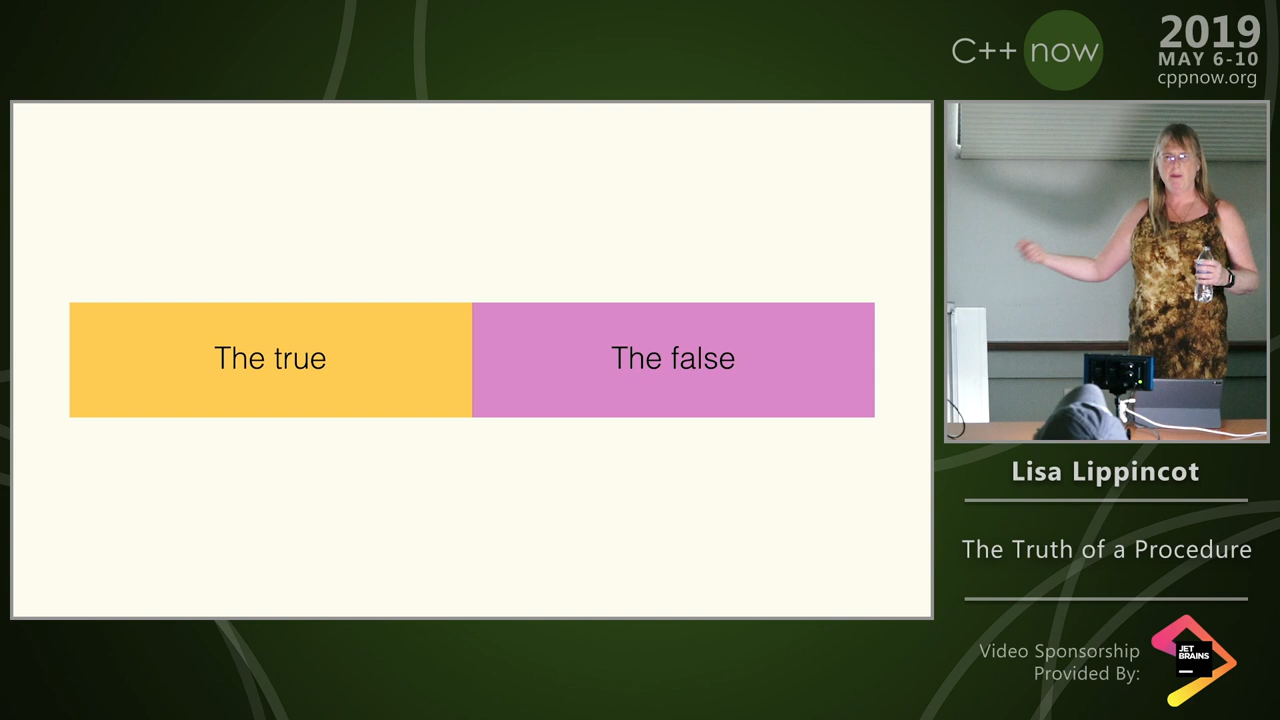 C++ now
2019
MAY 6-10
cppnow.org
The true
The false
Lisa Lippincot
The Truth of a Procedure
Video Sponsorship
Provided By:
JET
BRAINS